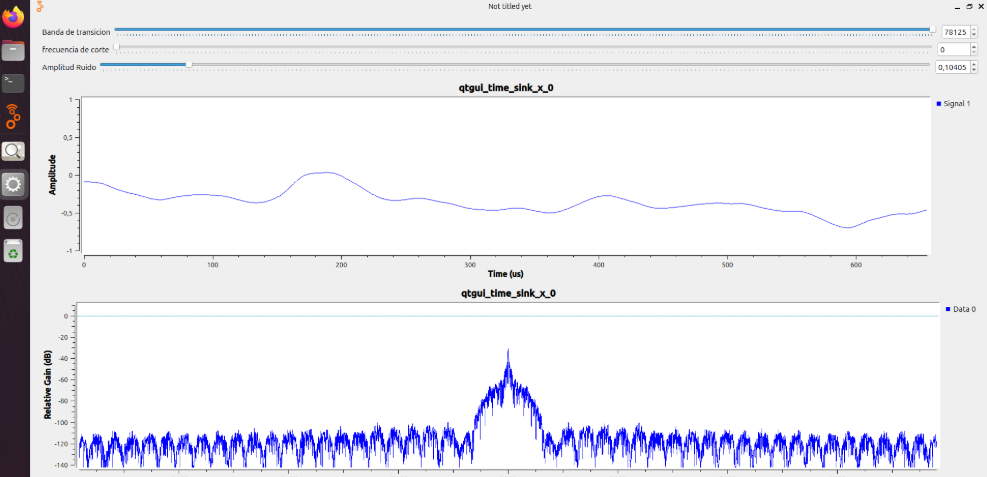 Not titled yet
Banda de transicion 78125
frecuencia de corte 0
Amplitud Ruido 0,10405
qtgui_time_sink_x_0
Signal 1
1
0,5
0
-0,5
-1
Amplitude
0 100 200 300 400 500 600
Time (us)
qtgui_time_sink_x_0
Data 0
0
-20
-40
-60
-80
-100
-120
-140
Relative Gain (dB)